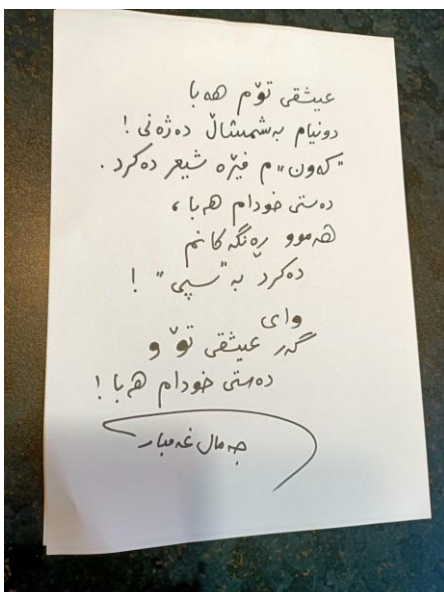 عیشقی تۆم هەبا
دونیام بەشمشاڵ دەژەنی !
"کەون"م فێرە شیعر دەکرد .
دەستی خودام هەبا ،
هەموو ڕەنگەکانم
دەکرد بە "سپی" !
وای
گەر عیشقی تۆ و
دەستی خودام هەبا !
جەمال غەمبار